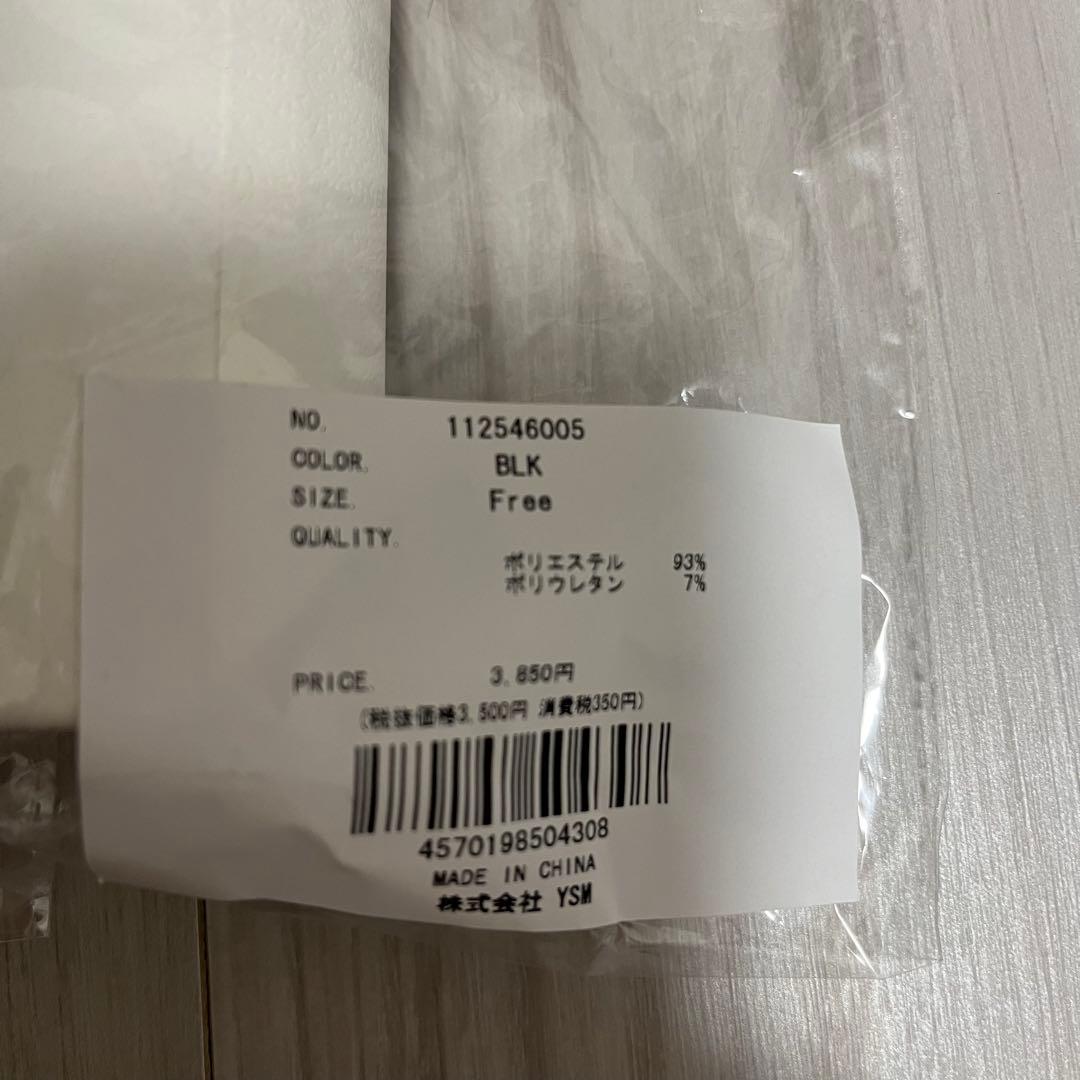 NO. 112546005
COLOR. BLK
SIZE. Free
QUALITY.
ポリエステル 93%
ポリウレタン 7%
PRICE. 3,850円
(税抜価格3,500円 消費税350円)
4570198504308
MADE IN CHINA
株式会社 YSM